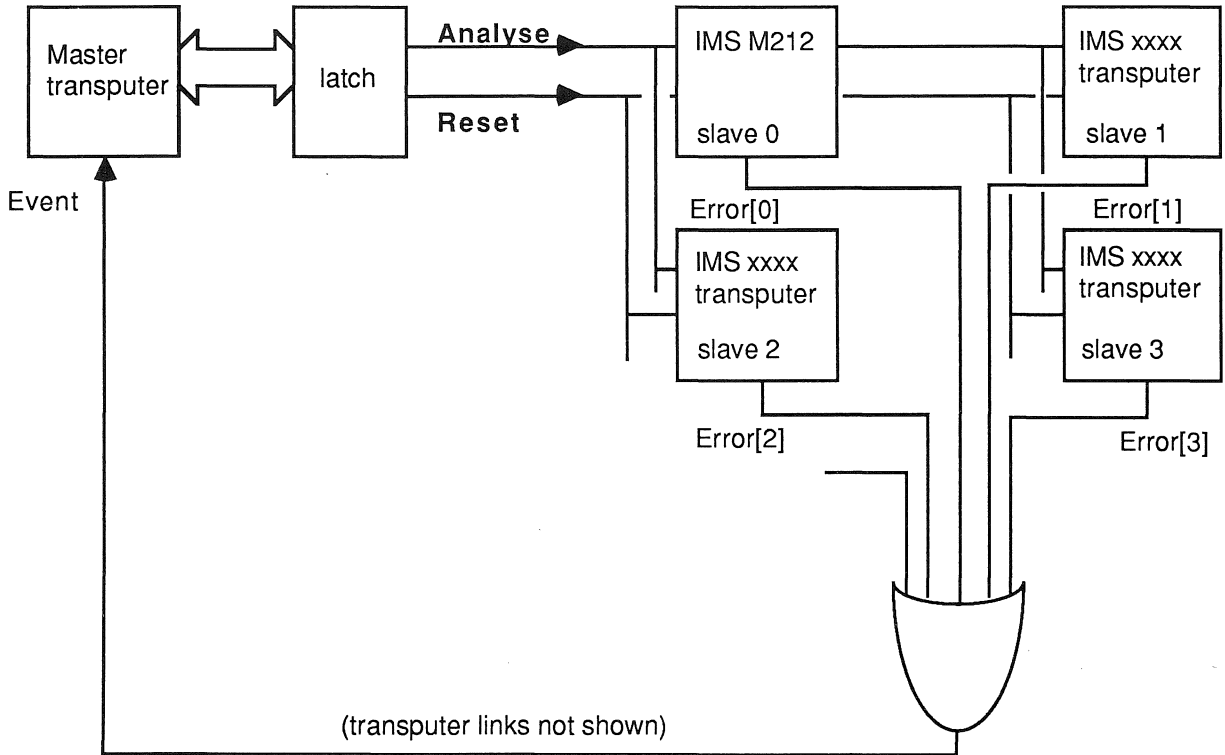 Master
transputer
latch
Analyse
Reset
IMS M212
slave 0
IMS xxxx
transputer
slave 1
Event
Error[0]
Error[1]
IMS xxxx
transputer
slave 2
IMS xxxx
transputer
slave 3
Error[2]
Error[3]
(transputer links not shown)